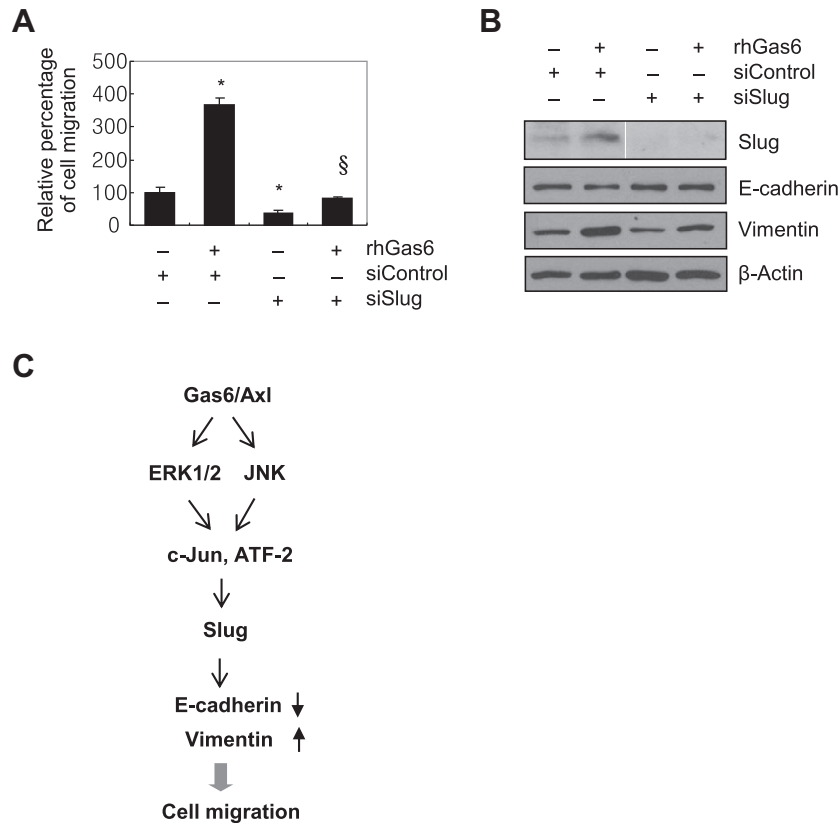 A
Relative percentage
of cell migration
500
400
300
200
100
0
*
*
§
– + – + rhGas6
+ + – – siControl
– – + + siSlug
B
– + – + rhGas6
+ + – – siControl
– – + + siSlug
Slug
E-cadherin
Vimentin
β-Actin
C
Gas6/Axl
ERK1/2 JNK
c-Jun, ATF-2
Slug
E-cadherin
Vimentin
Cell migration